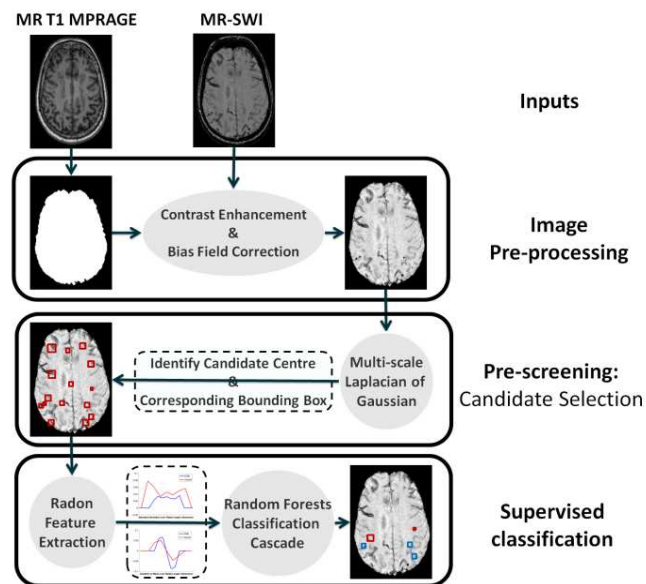 MR T1 MPRAGE
MR-SWI
Inputs
Contrast Enhancement
&
Bias Field Correction
Image
Pre-processing
Identify Candidate Centre
&
Corresponding Bounding Box
Multi-scale
Laplacian of
Gaussian
Pre-screening:
Candidate Selection
Radon
Feature
Extraction
Random Forests
Classification
Cascade
Supervised
classification